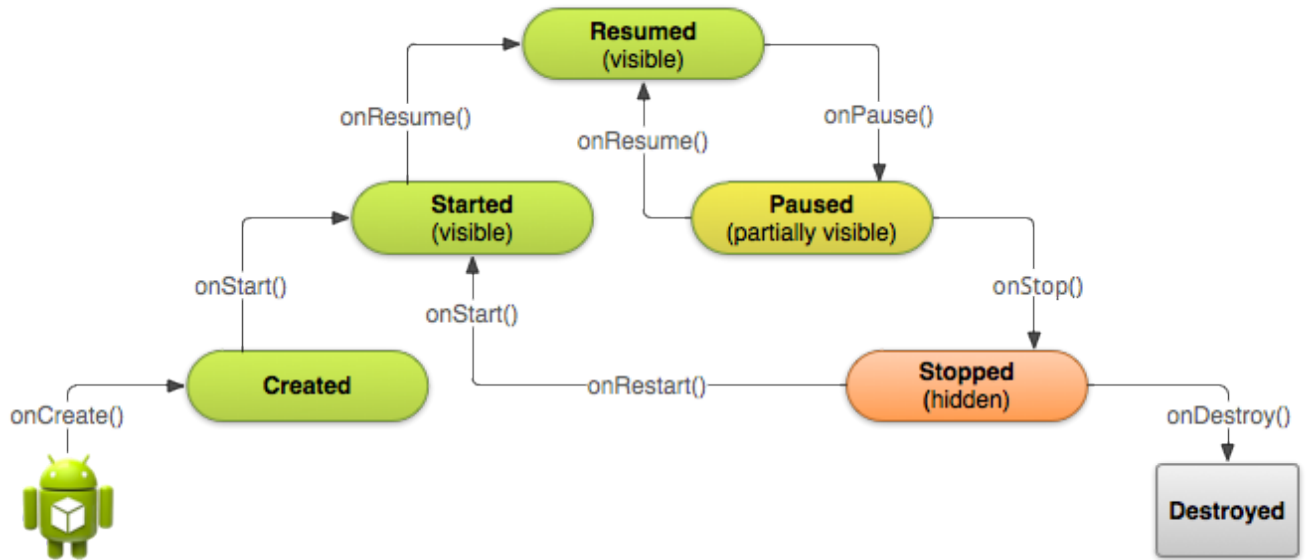 Resumed
(visible)
onResume()
onResume()
onPause()
Started
(visible)
Paused
(partially visible)
onStart()
onStart()
onStop()
Created
onRestart()
Stopped
(hidden)
onCreate()
onDestroy()
Destroyed